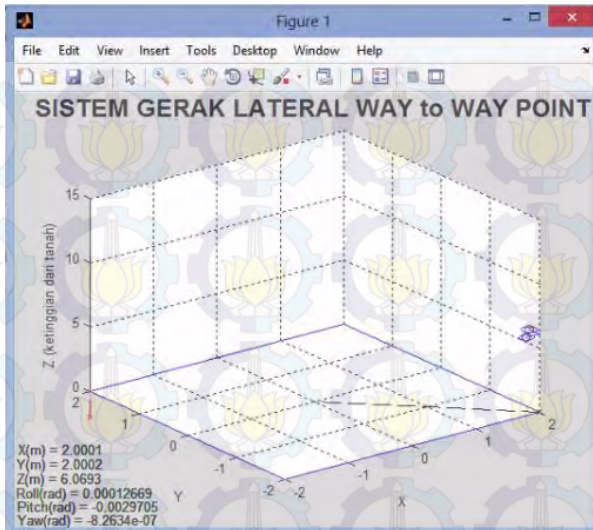 Figure 1
File Edit View Insert Tools Desktop Window Help
SISTEM GERAK LATERAL WAY to WAY POINT
15
10
5
0
Z (ketinggian dari tanah)
2
1
0
-1
-2
Y
-2
-1
0
1
2
X
X(m) = 2.0001
Y(m) = 2.0002
Z(m) = 6.0693
Roll(rad) = 0.00012669
Pitch(rad) = -0.0029705
Yaw(rad) = -8.2634e-07